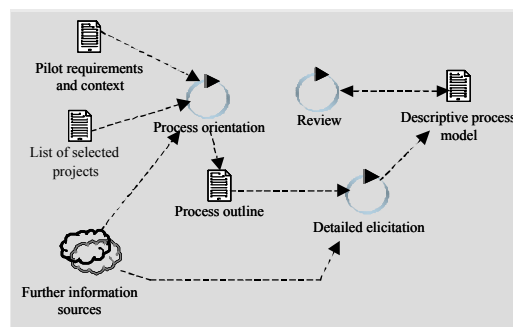 Pilot requirements
and context
Process orientation
Review
Descriptive process
model
List of selected
projects
Process outline
Detailed elicitation
Further information
sources